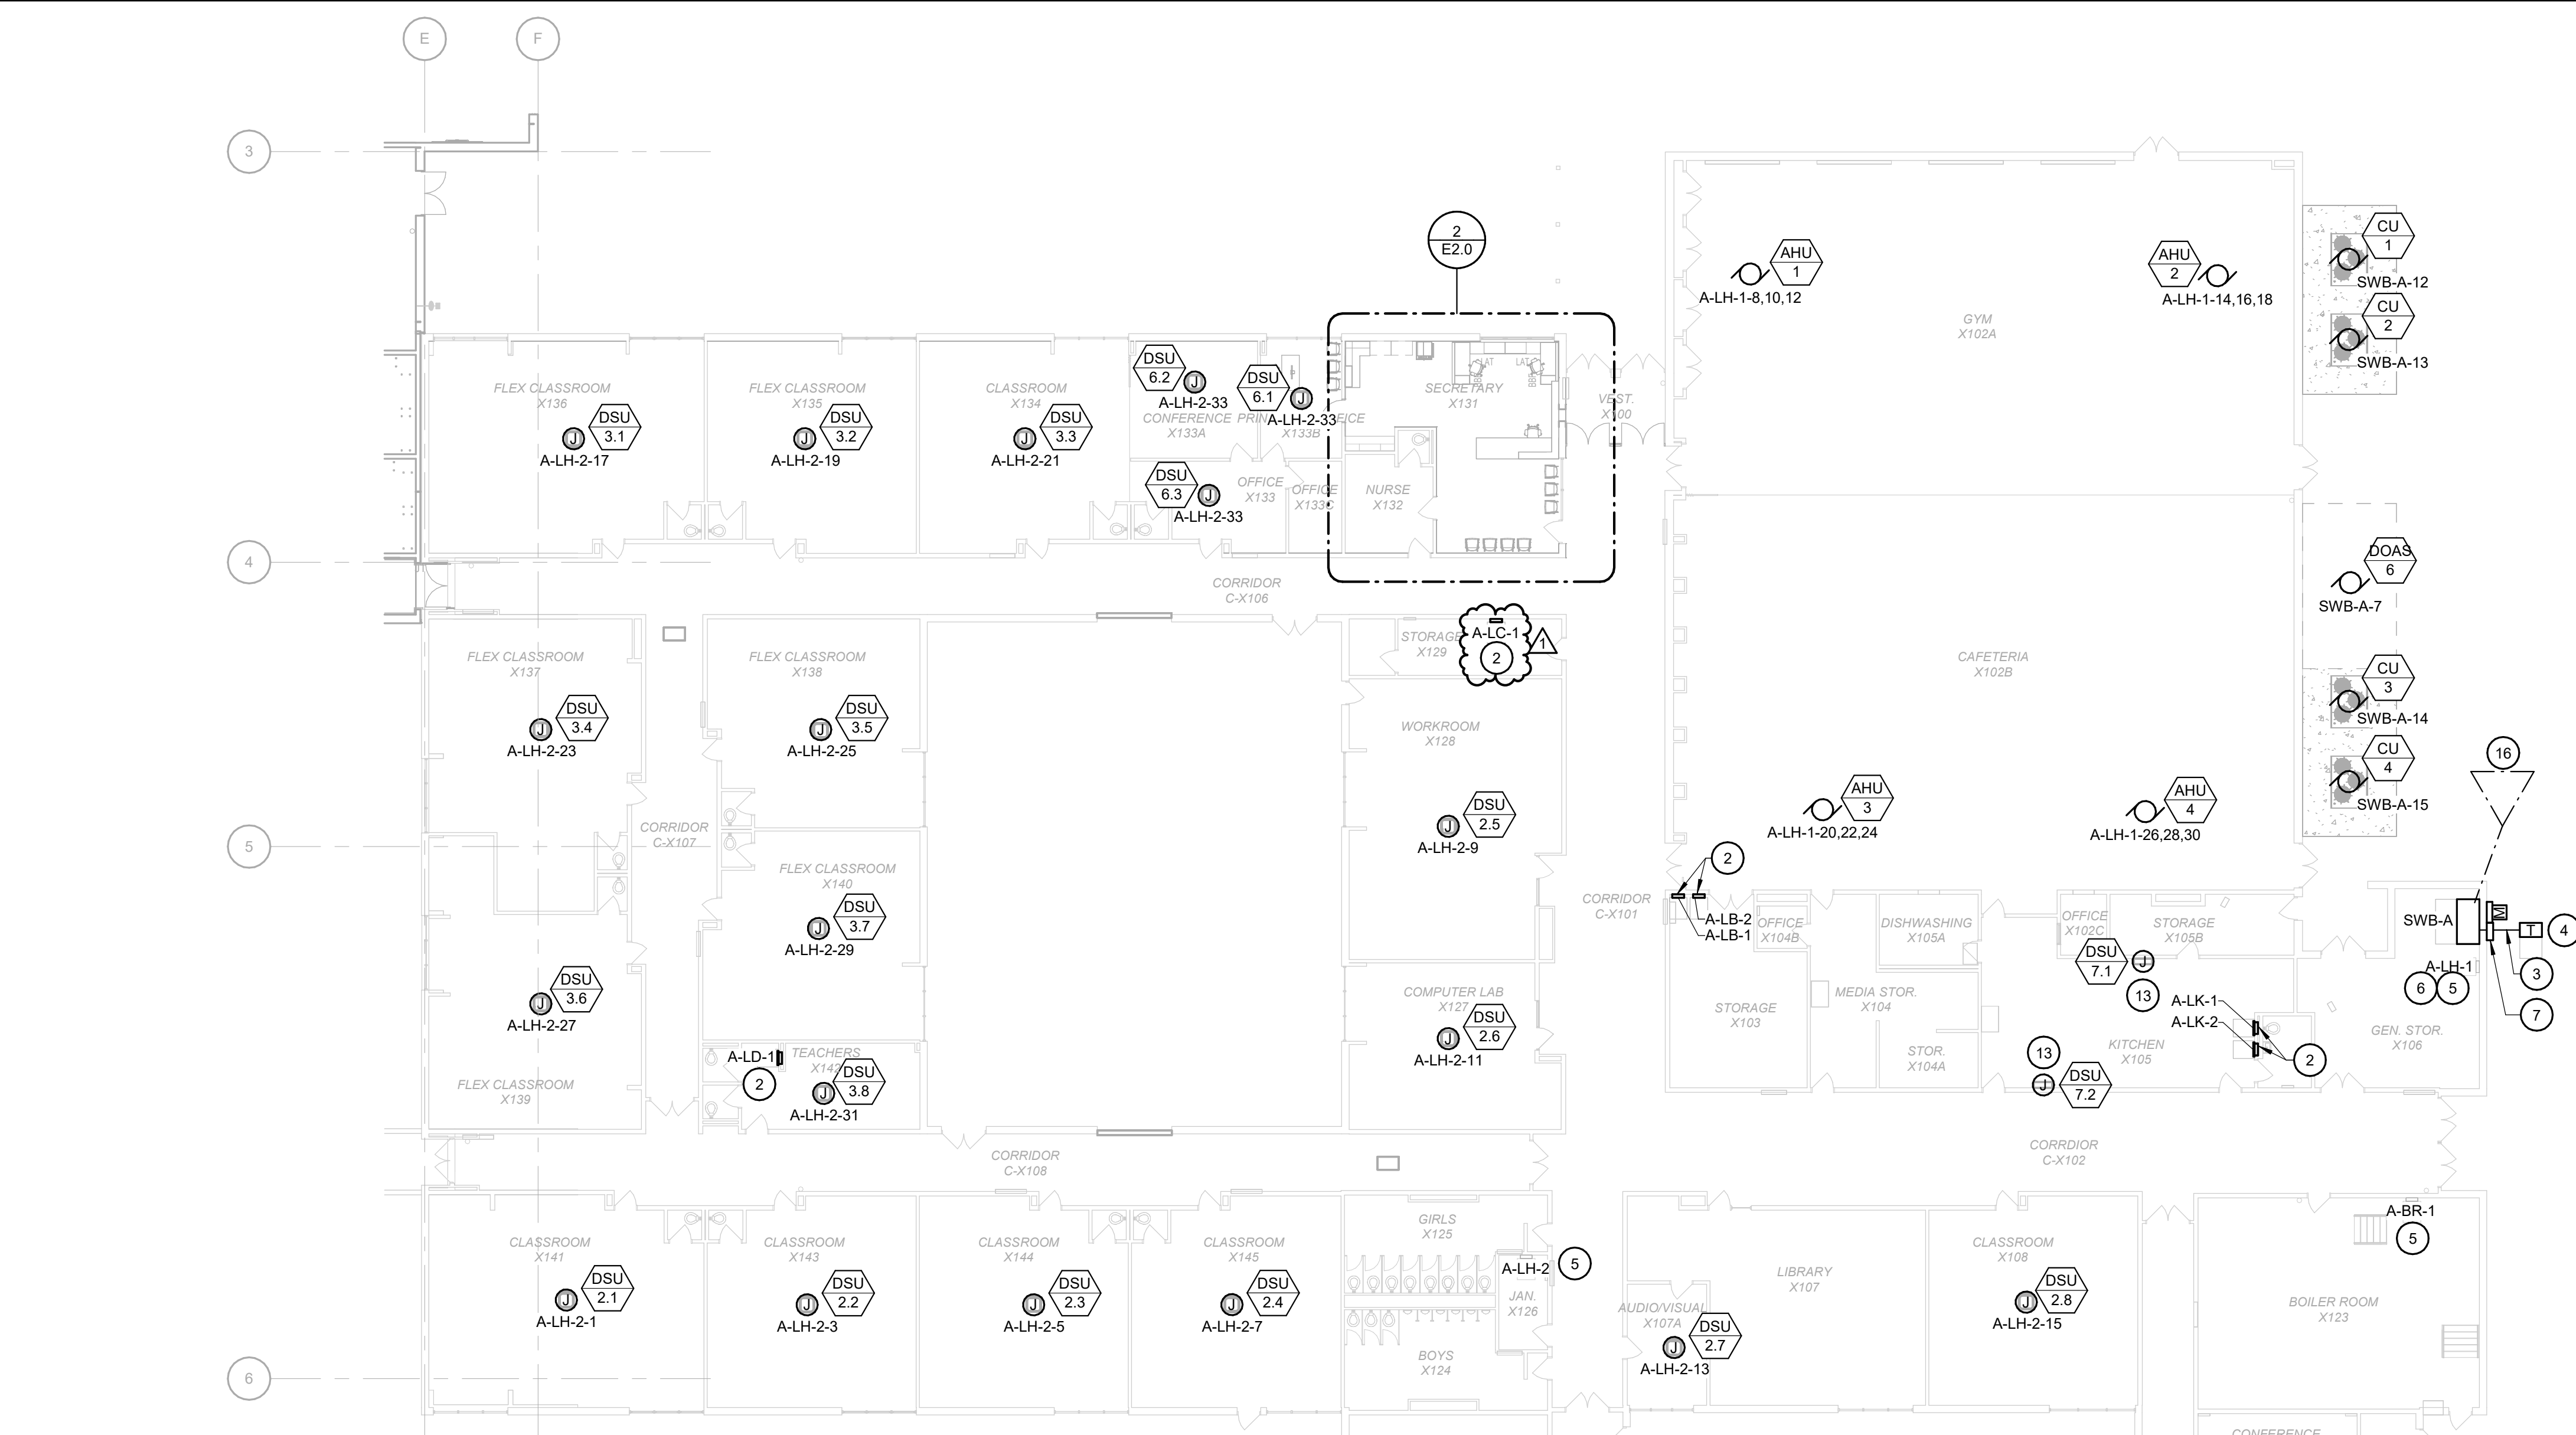 E
F
3
2
E2.0
CU
1
SWB-A-12
AHU
1
A-LH-1-8,10,12
AHU
2
A-LH-1-14,16,18
CU
2
SWB-A-13
GYM
X102A
FLEX CLASSROOM
X136
DSU
3.1
A-LH-2-17
FLEX CLASSROOM
X135
DSU
3.2
A-LH-2-19
CLASSROOM
X134
DSU
3.3
A-LH-2-21
DSU
6.2
A-LH-2-33
CONFERENCE
X133A
DSU
6.1
A-LH-2-33
X133B
LAT
LAT
SECRETARY
X131
VEST.
X100
DSU
6.3
A-LH-2-33
OFFICE
X133
OFFICE
X133C
NURSE
X132
4
CORRIDOR
C-X106
DOAS
6
SWB-A-7
FLEX CLASSROOM
X137
DSU
3.4
A-LH-2-23
FLEX CLASSROOM
X138
DSU
3.5
A-LH-2-25
STORAGE
X129
A-LC-1
2
1
CAFETERIA
X102B
CU
3
SWB-A-14
WORKROOM
X128
DSU
2.5
A-LH-2-9
CU
4
SWB-A-15
16
AHU
3
A-LH-1-20,22,24
AHU
4
A-LH-1-26,28,30
5
CORRIDOR
C-X107
FLEX CLASSROOM
X140
DSU
3.7
A-LH-2-29
CORRIDOR
C-X101
2
A-LB-2
A-LB-1
OFFICE
X104B
DISHWASHING
X105A
OFFICE
X102C
STORAGE
X105B
SWB-A
M
T
4
DSU
7.1
J
13
A-LH-1
6
5
3
7
DSU
3.6
A-LH-2-27
COMPUTER LAB
X127
DSU
2.6
A-LH-2-11
STORAGE
X103
MEDIA STOR.
X104
A-LK-1
A-LK-2
2
GEN. STOR.
X106
KITCHEN
X105
STOR.
X104A
13
J
DSU
7.2
FLEX CLASSROOM
X139
A-LD-1
2
TEACHERS
X142
DSU
3.8
A-LH-2-31
CORRIDOR
C-X108
CORRDIOR
C-X102
CLASSROOM
X141
DSU
2.1
A-LH-2-1
CLASSROOM
X143
DSU
2.2
A-LH-2-3
CLASSROOM
X144
DSU
2.3
A-LH-2-5
CLASSROOM
X145
DSU
2.4
A-LH-2-7
GIRLS
X125
A-LH-2
5
JAN.
X126
BOYS
X124
AUDIO/VISUAL
X107A
DSU
2.7
A-LH-2-13
LIBRARY
X107
CLASSROOM
X108
DSU
2.8
A-LH-2-15
A-BR-1
5
BOILER ROOM
X123
6
CONFERENCE